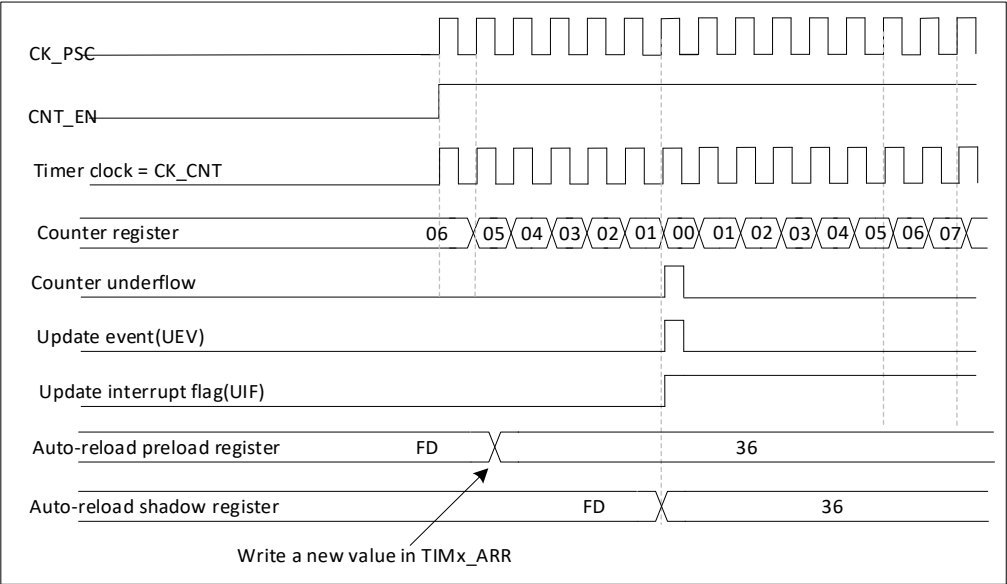 CK_PSC
CNT_EN
Timer clock = CK_CNT
Counter register 06 05 04 03 02 01 00 01 02 03 04 05 06 07
Counter underflow
Update event(UEV)
Update interrupt flag(UIF)
Auto-reload preload register FD 36
Auto-reload shadow register FD 36
Write a new value in TIMx_ARR